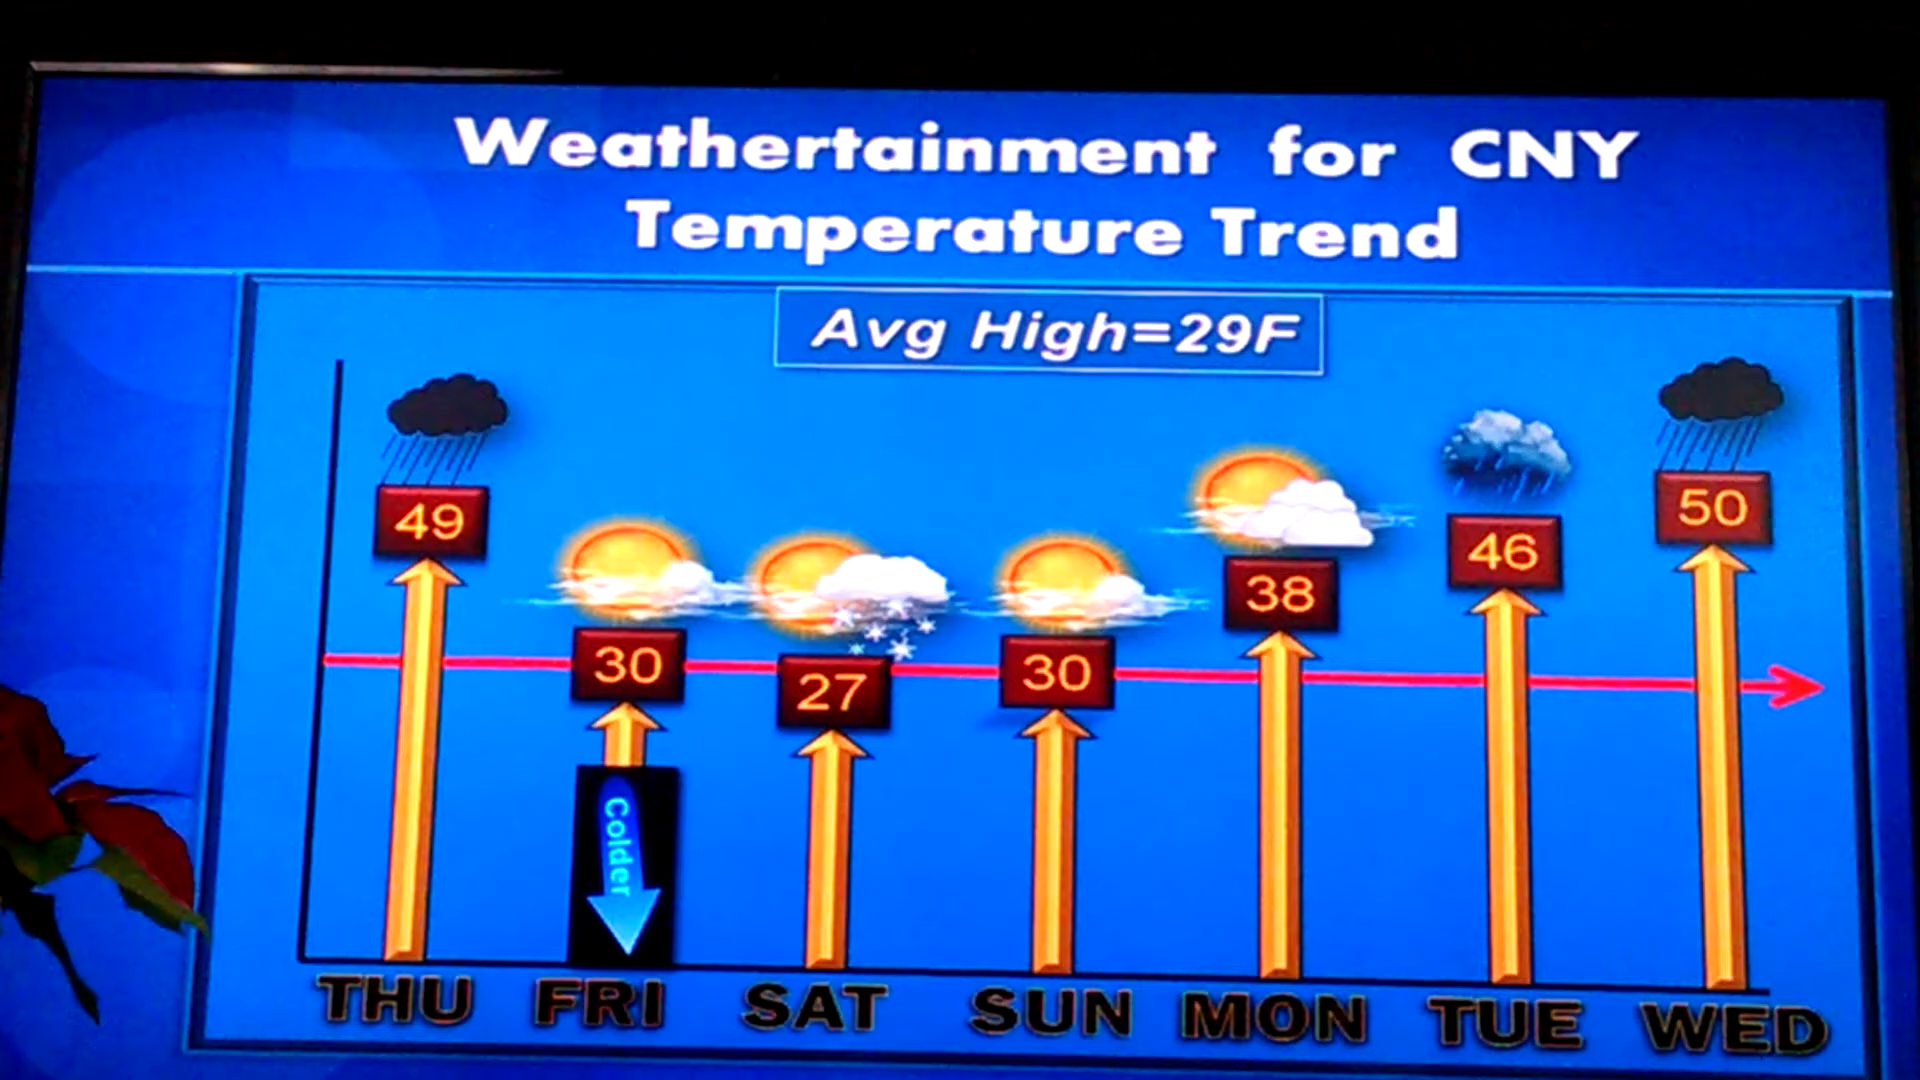 Weathertainment for CNY
Temperature Trend
Avg High=29F
49
30
27
30
38
46
50
Colder
THU FRI SAT SUN MON TUE WED